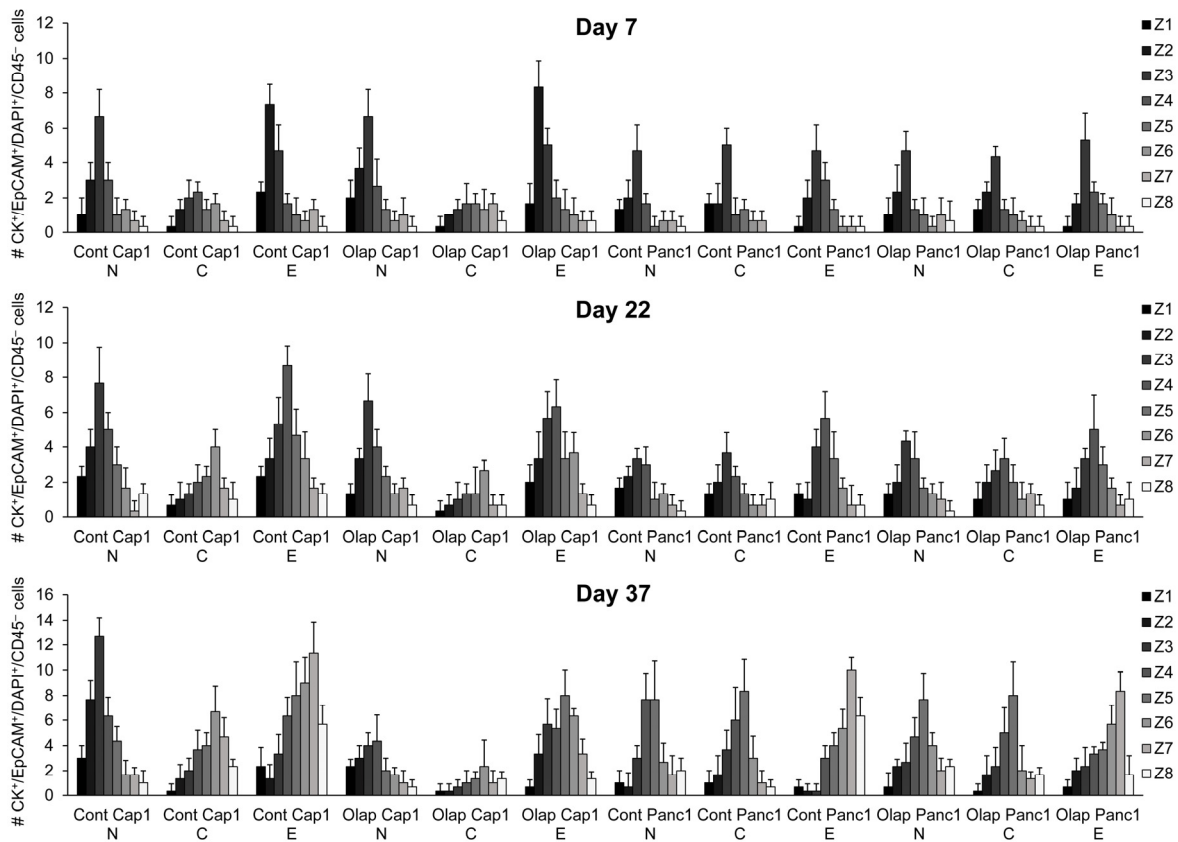 Day 7
# CK⁺/EpCAM⁺/DAPI⁺/CD45⁻ cells
12
10
8
6
4
2
0
Cont Cap1 Cont Cap1 Cont Cap1 Olap Cap1 Olap Cap1 Olap Cap1 Cont Panc1 Cont Panc1 Cont Panc1 Olap Panc1 Olap Panc1 Olap Panc1
N C E N C E N C E N C E
Z1
Z2
Z3
Z4
Z5
Z6
Z7
Z8
Day 22
# CK⁺/EpCAM⁺/DAPI⁺/CD45⁻ cells
12
10
8
6
4
2
0
Cont Cap1 Cont Cap1 Cont Cap1 Olap Cap1 Olap Cap1 Olap Cap1 Cont Panc1 Cont Panc1 Cont Panc1 Olap Panc1 Olap Panc1 Olap Panc1
N C E N C E N C E N C E
Z1
Z2
Z3
Z4
Z5
Z6
Z7
Z8
Day 37
# CK⁺/EpCAM⁺/DAPI⁺/CD45⁻ cells
16
14
12
10
8
6
4
2
0
Cont Cap1 Cont Cap1 Cont Cap1 Olap Cap1 Olap Cap1 Olap Cap1 Cont Panc1 Cont Panc1 Cont Panc1 Olap Panc1 Olap Panc1 Olap Panc1
N C E N C E N C E N C E
Z1
Z2
Z3
Z4
Z5
Z6
Z7
Z8